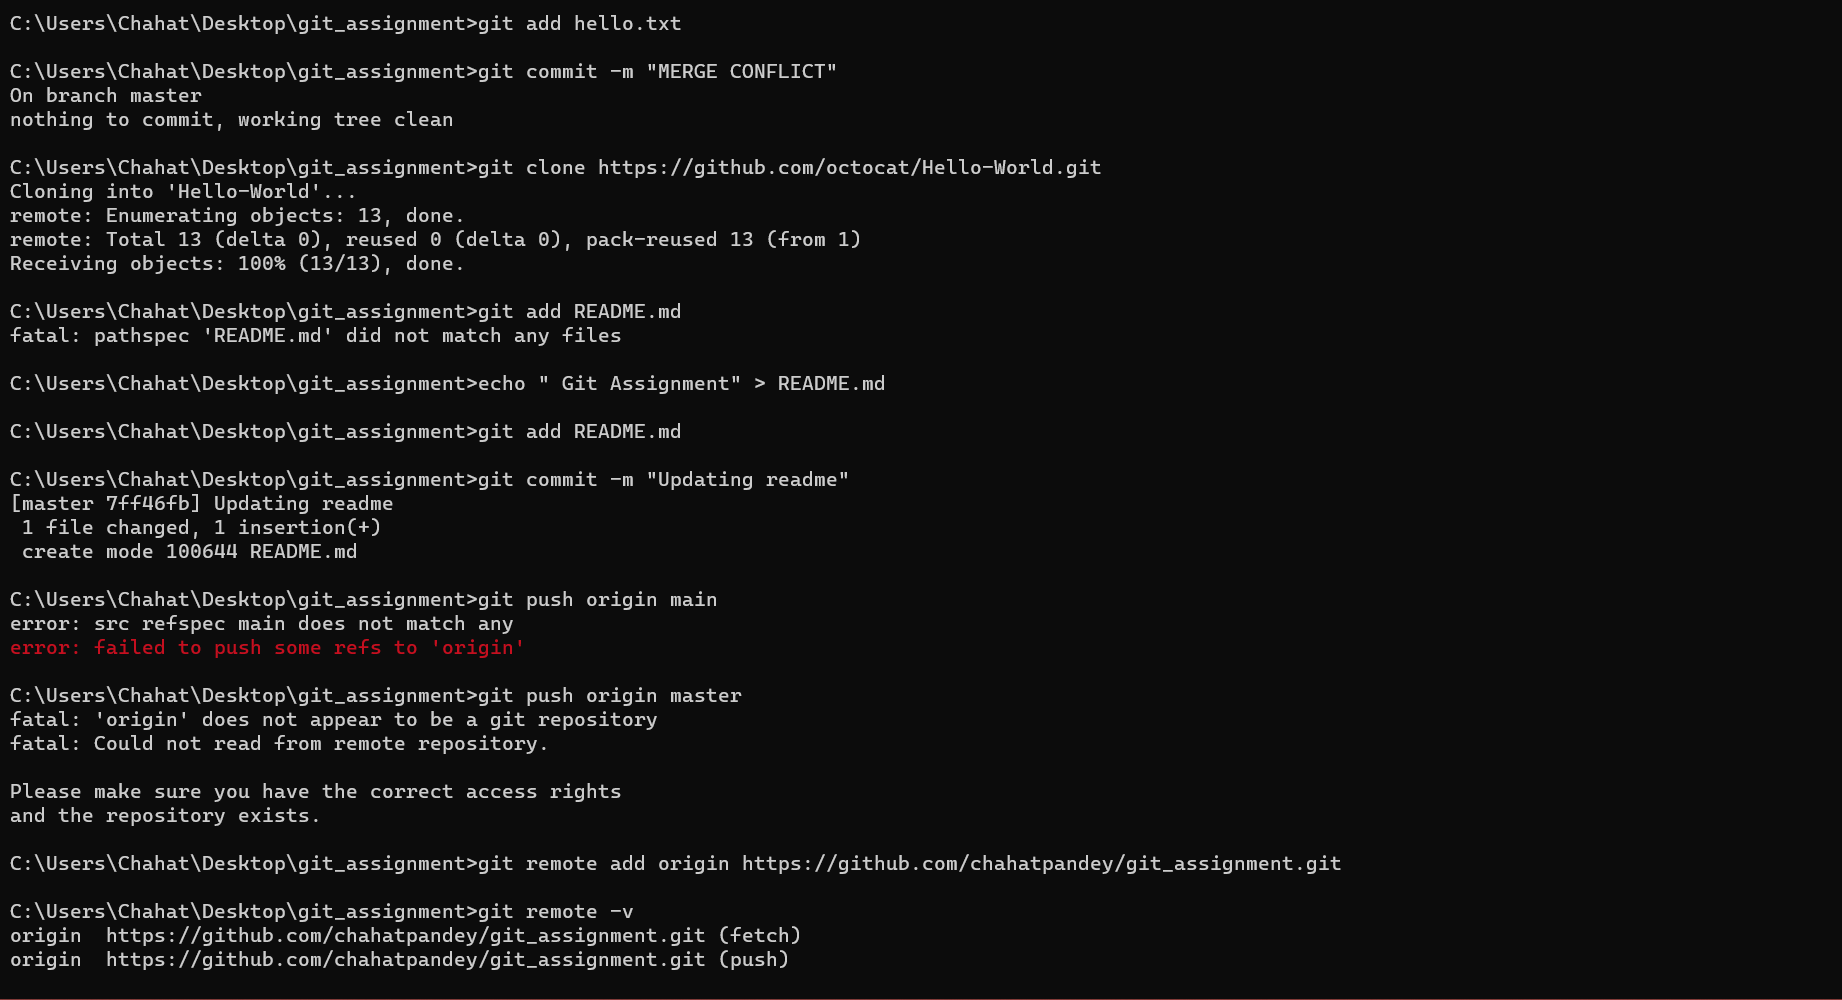 C:\Users\Chahat\Desktop\git_assignment>git add hello.txt
C:\Users\Chahat\Desktop\git_assignment>git commit -m "MERGE CONFLICT"
On branch master
nothing to commit, working tree clean
C:\Users\Chahat\Desktop\git_assignment>git clone https://github.com/octocat/Hello-World.git
Cloning into 'Hello-World'...
remote: Enumerating objects: 13, done.
remote: Total 13 (delta 0), reused 0 (delta 0), pack-reused 13 (from 1)
Receiving objects: 100% (13/13), done.
C:\Users\Chahat\Desktop\git_assignment>git add README.md
fatal: pathspec 'README.md' did not match any files
C:\Users\Chahat\Desktop\git_assignment>echo " Git Assignment" > README.md
C:\Users\Chahat\Desktop\git_assignment>git add README.md
C:\Users\Chahat\Desktop\git_assignment>git commit -m "Updating readme"
[master 7ff46fb] Updating readme
 1 file changed, 1 insertion(+)
 create mode 100644 README.md
C:\Users\Chahat\Desktop\git_assignment>git push origin main
error: src refspec main does not match any
error: failed to push some refs to 'origin'
C:\Users\Chahat\Desktop\git_assignment>git push origin master
fatal: 'origin' does not appear to be a git repository
fatal: Could not read from remote repository.
Please make sure you have the correct access rights
and the repository exists.
C:\Users\Chahat\Desktop\git_assignment>git remote add origin https://github.com/chahatpandey/git_assignment.git
C:\Users\Chahat\Desktop\git_assignment>git remote -v
origin  https://github.com/chahatpandey/git_assignment.git (fetch)
origin  https://github.com/chahatpandey/git_assignment.git (push)